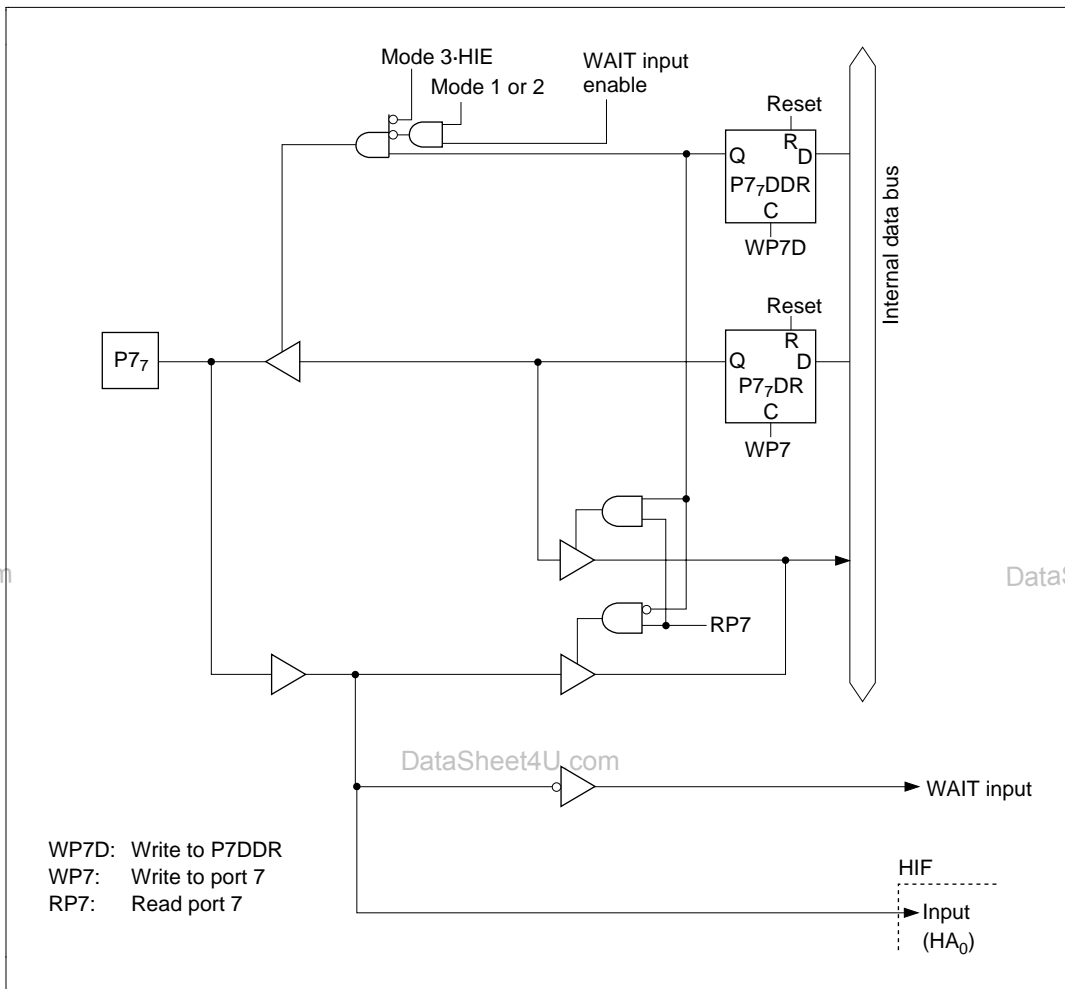 Mode 3·HIE
Mode 1 or 2
WAIT input
enable
Reset
R
Q
D
P7₇DDR
C
WP7D
Internal data bus
Reset
R
Q
D
P7₇DR
C
WP7
P7₇
RP7
DataSheet4U.com
m
DataS
WAIT input
WP7D: Write to P7DDR
WP7: Write to port 7
RP7: Read port 7
HIF
Input
(HA₀)